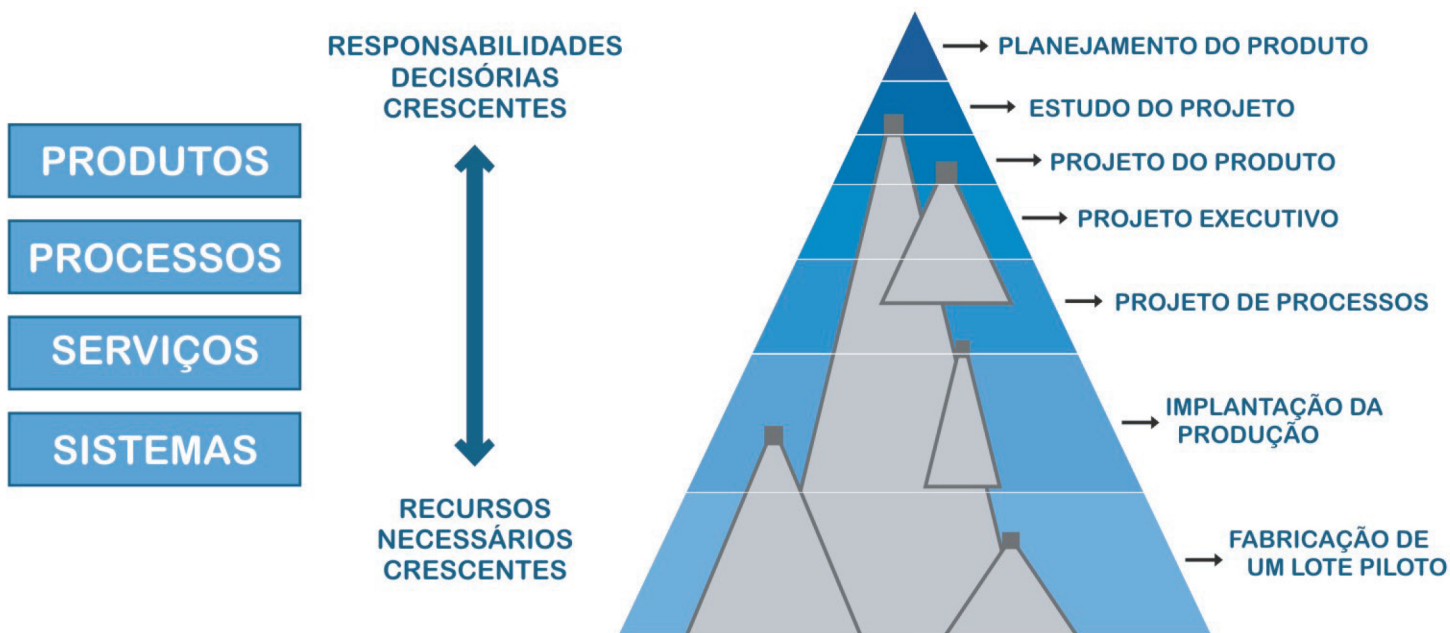 PRODUTOS
PROCESSOS
SERVIÇOS
SISTEMAS
RESPONSABILIDADES
DECISÓRIAS
CRESCENTES
RECURSOS
NECESSÁRIOS
CRESCENTES
PLANEJAMENTO DO PRODUTO
ESTUDO DO PROJETO
PROJETO DO PRODUTO
PROJETO EXECUTIVO
PROJETO DE PROCESSOS
IMPLANTAÇÃO DA
PRODUÇÃO
FABRICAÇÃO DE
UM LOTE PILOTO